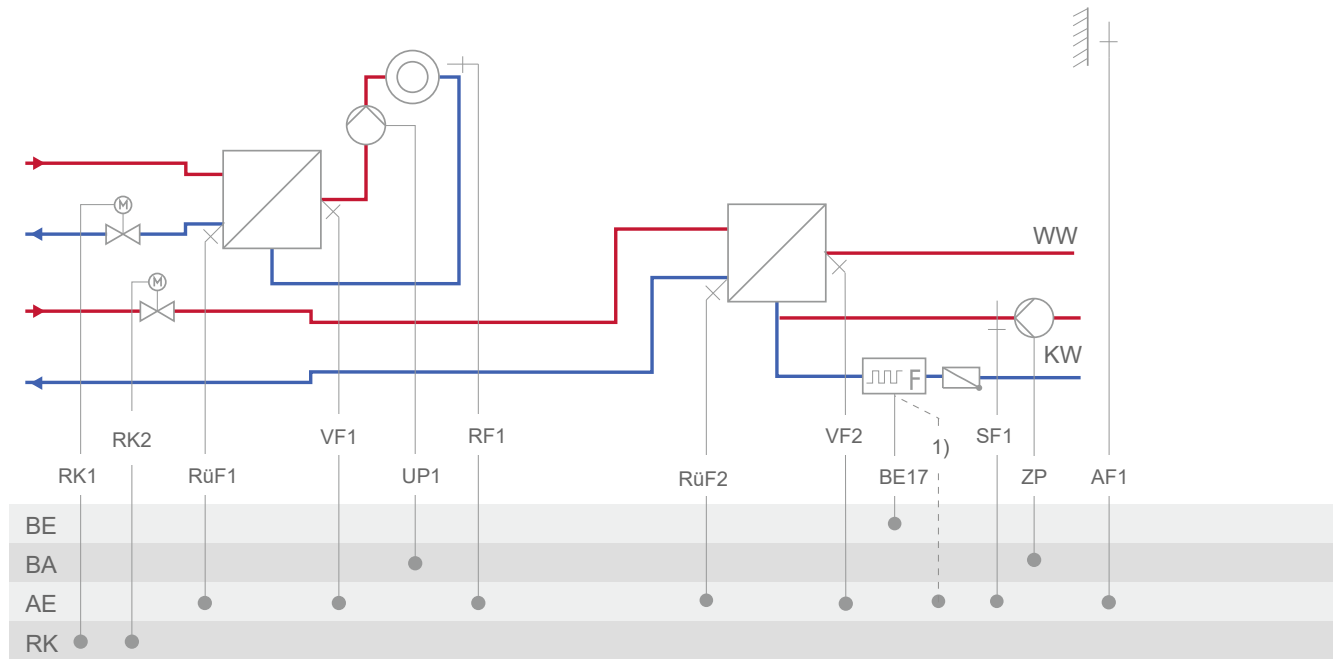 M
WW
M
KW
F
RK2
VF1
RF1
VF2
1)
SF1
RK1
RüF1
UP1
RüF2
BE17
ZP
AF1
BE
BA
AE
RK